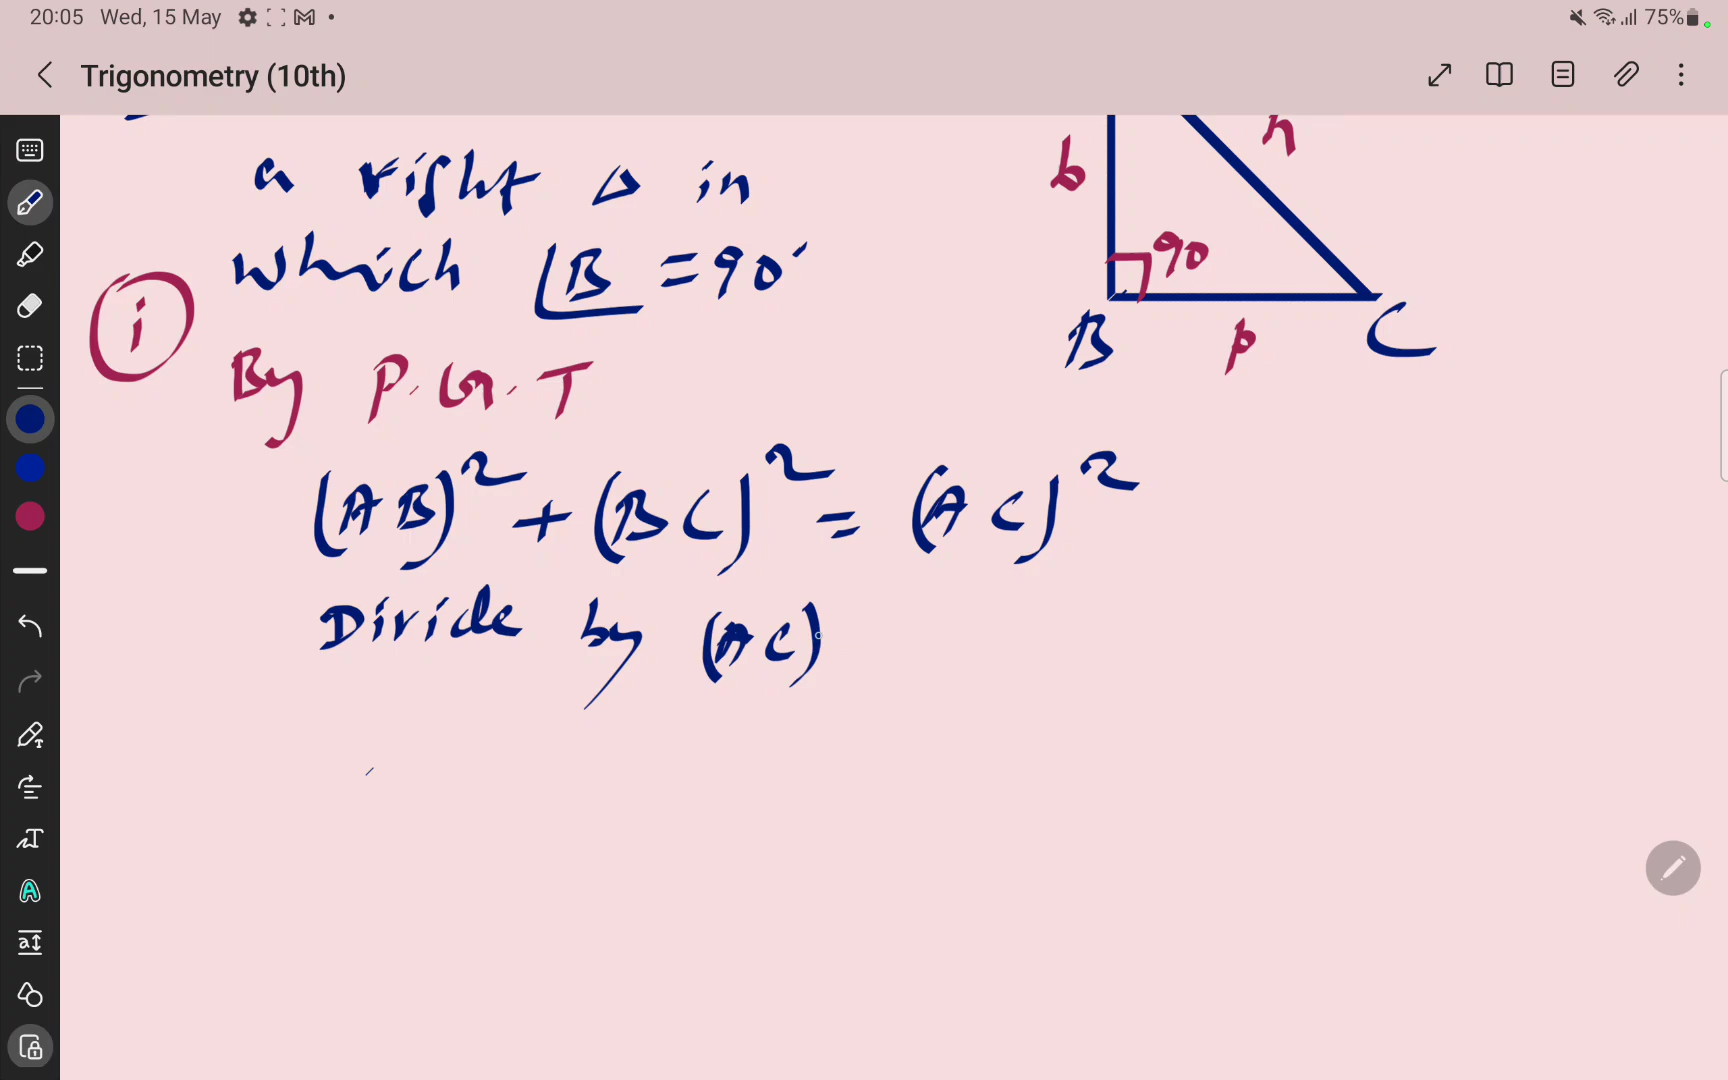 20:05 Wed, 15 May 75%
Trigonometry (10th)
a right Δ in
which ∠B = 90°
i
By P.G.T
(AB)² + (BC)² = (AC)²
Divide by (AC)
b
h
90
B
p
C